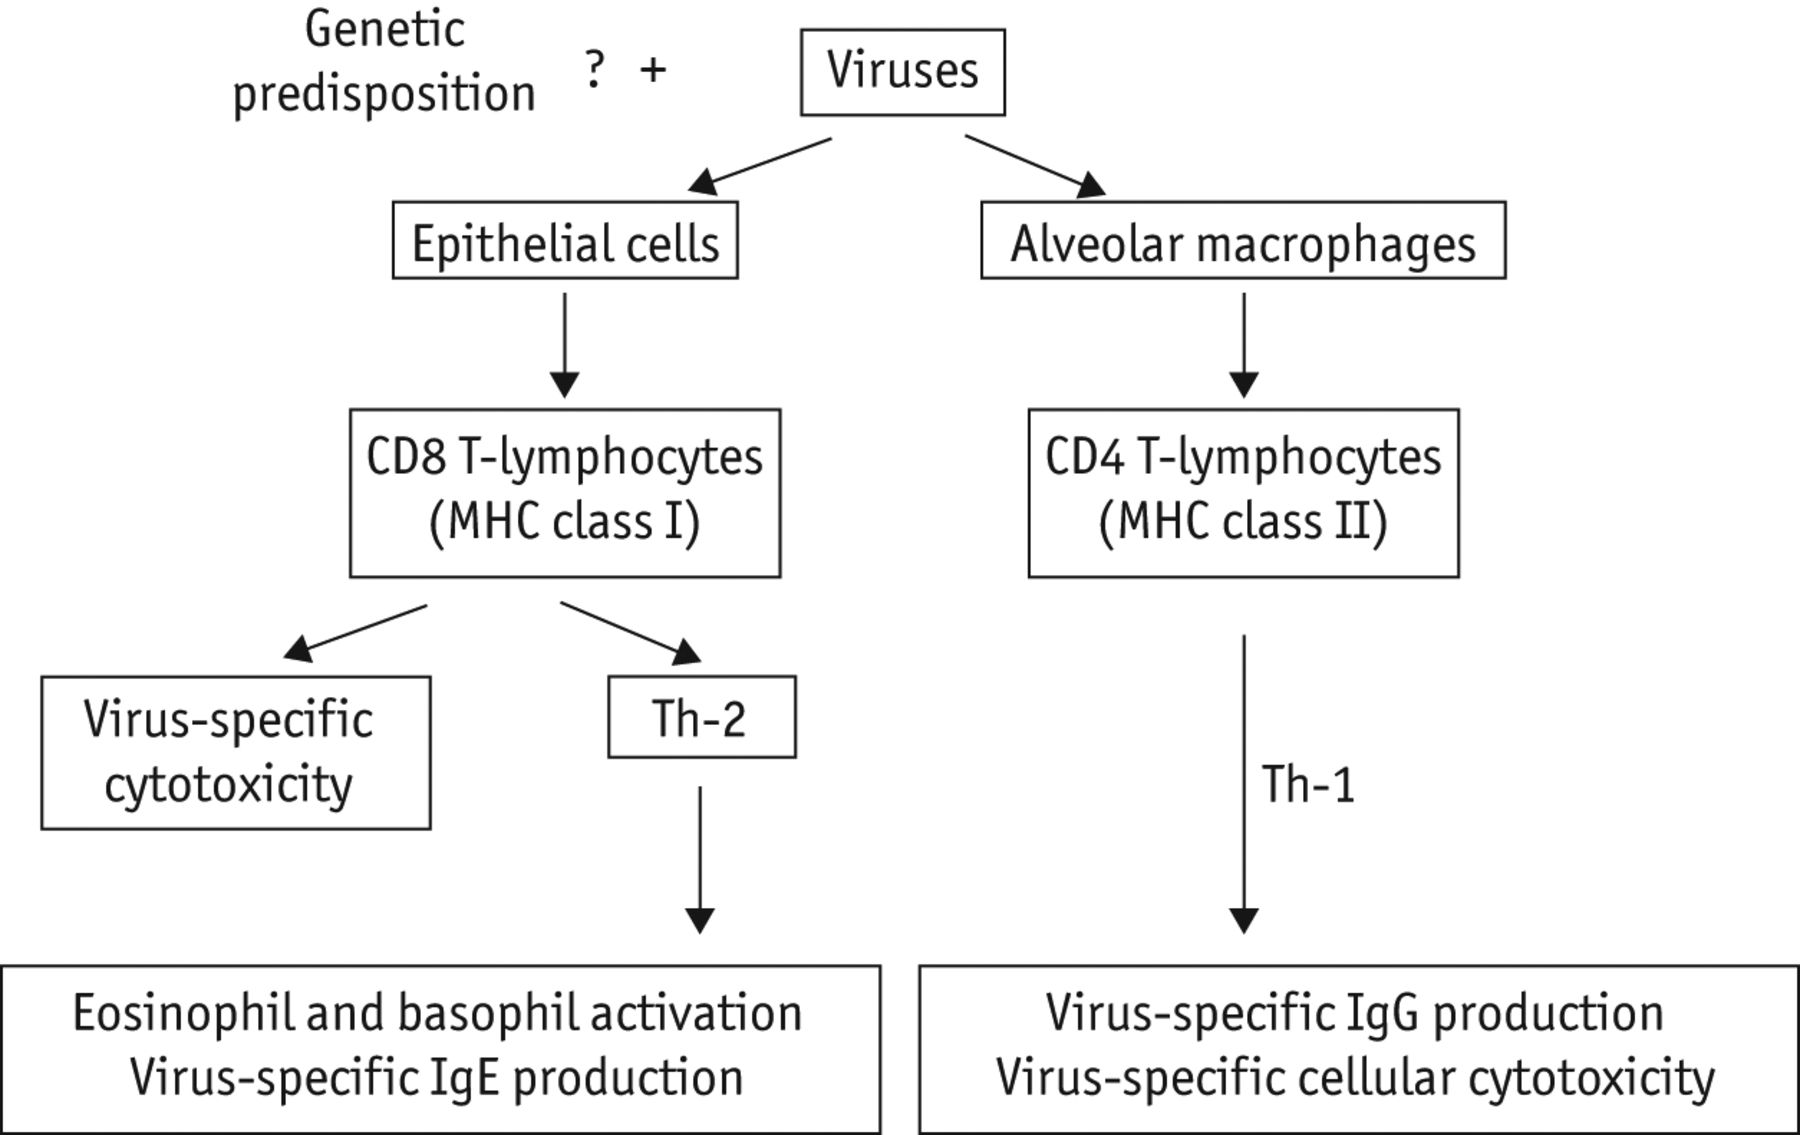 Genetic
predisposition ? +
Viruses
Epithelial cells
Alveolar macrophages
CD8 T-lymphocytes
(MHC class I)
CD4 T-lymphocytes
(MHC class II)
Virus-specific
cytotoxicity
Th-2
Th-1
Eosinophil and basophil activation
Virus-specific IgE production
Virus-specific IgG production
Virus-specific cellular cytotoxicity